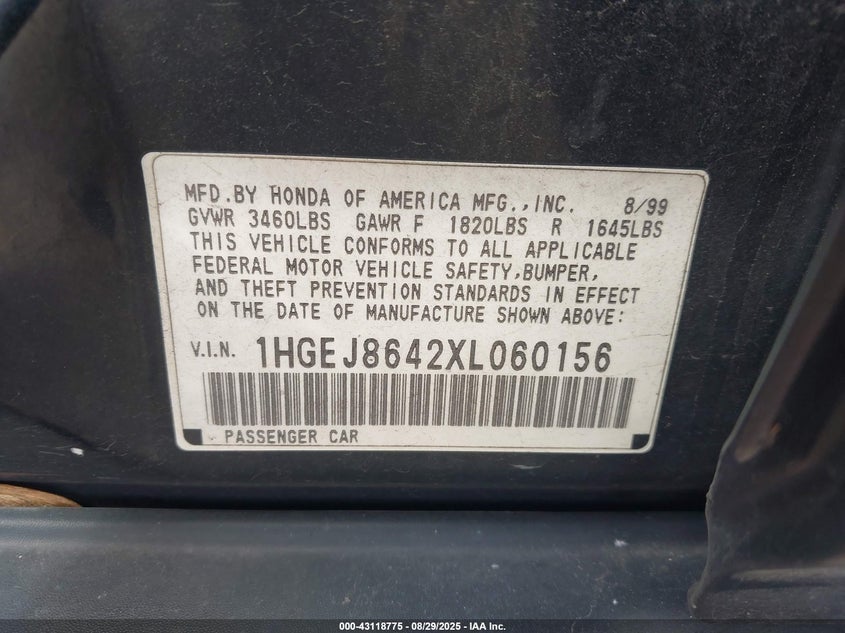 MFD.BY HONDA OF AMERICA MFG.,INC. 8/99
GVWR 3460LBS GAWR F 1820LBS R 1645LBS
THIS VEHICLE CONFORMS TO ALL APPLICABLE
FEDERAL MOTOR VEHICLE SAFETY,BUMPER,
AND THEFT PREVENTION STANDARDS IN EFFECT
ON THE DATE OF MANUFACTURE SHOWN ABOVE:
V.I.N. 1HGEJ8642XL060156
PASSENGER CAR
000-43118775 - 08/29/2025 - IAA Inc.